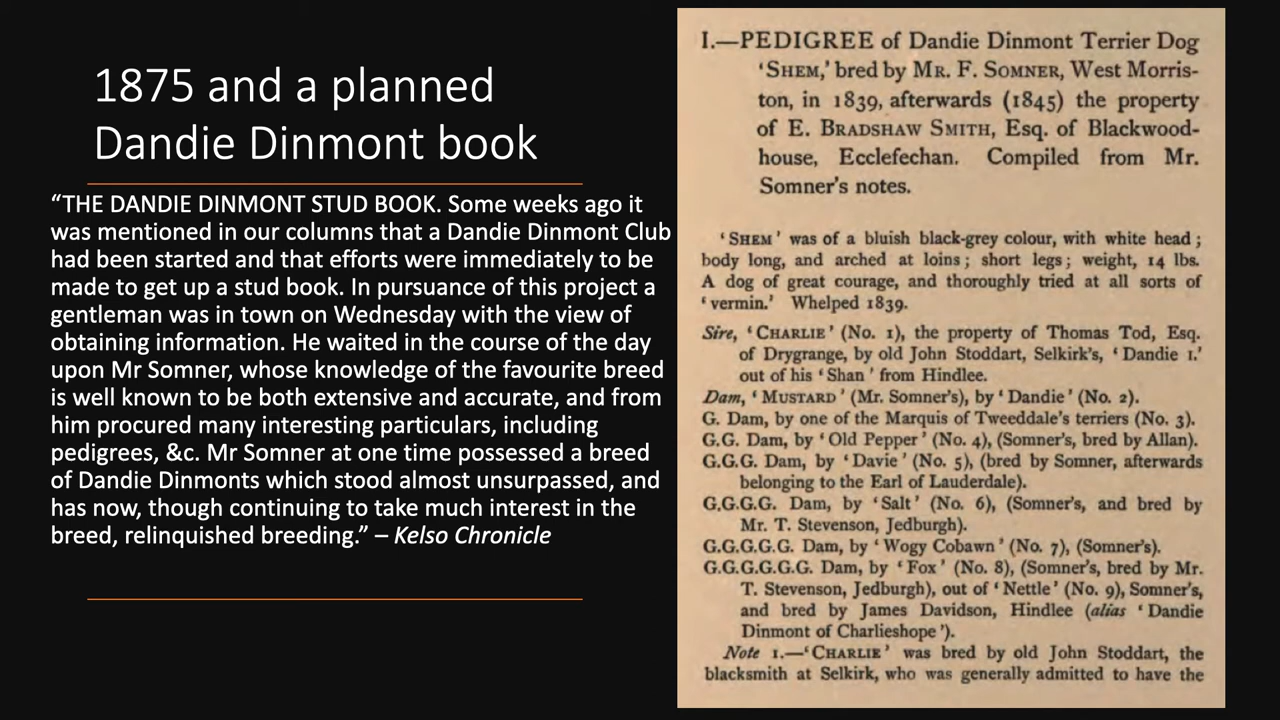 1875 and a planned
Dandie Dinmont book
“THE DANDIE DINMONT STUD BOOK. Some weeks ago it
was mentioned in our columns that a Dandie Dinmont Club
had been started and that efforts were immediately to be
made to get up a stud book. In pursuance of this project a
gentleman was in town on Wednesday with the view of
obtaining information. He waited in the course of the day
upon Mr Somner, whose knowledge of the favourite breed
is well known to be both extensive and accurate, and from
him procured many interesting particulars, including
pedigrees, &c. Mr Somner at one time possessed a breed
of Dandie Dinmonts which stood almost unsurpassed, and
has now, though continuing to take much interest in the
breed, relinquished breeding.” – Kelso Chronicle
I.—PEDIGREE of Dandie Dinmont Terrier Dog
‘SHEM,’ bred by MR. F. SOMNER, West Morris-
ton, in 1839, afterwards (1845) the property
of E. BRADSHAW SMITH, Esq. of Blackwood-
house, Ecclefechan. Compiled from Mr.
Somner’s notes.
‘SHEM’ was of a bluish black-grey colour, with white head;
body long, and arched at loins; short legs; weight, 14 lbs.
A dog of great courage, and thoroughly tried at all sorts of
‘vermin.’ Whelped 1839.
Sire, ‘CHARLIE’ (No. 1), the property of Thomas Tod, Esq.
of Drygrange, by old John Stoddart, Selkirk’s, ‘Dandie I.’
out of his ‘Shan’ from Hindlee.
Dam, ‘MUSTARD’ (Mr. Somner’s), by ‘Dandie’ (No. 2).
G. Dam, by one of the Marquis of Tweeddale’s terriers (No. 3).
G.G. Dam, by ‘Old Pepper’ (No. 4), (Somner’s, bred by Allan).
G.G.G. Dam, by ‘Davie’ (No. 5), (bred by Somner, afterwards
belonging to the Earl of Lauderdale).
G.G.G.G. Dam, by ‘Salt’ (No. 6), (Somner’s, and bred by
Mr. T. Stevenson, Jedburgh).
G.G.G.G.G. Dam, by ‘Wogy Cobawn’ (No. 7), (Somner’s).
G.G.G.G.G.G. Dam, by ‘Fox’ (No. 8), (Somner’s, bred by Mr.
T. Stevenson, Jedburgh), out of ‘Nettle’ (No. 9), Somner’s,
and bred by James Davidson, Hindlee (alias ‘Dandie
Dinmont of Charlieshope’).
Note 1.—‘CHARLIE’ was bred by old John Stoddart, the
blacksmith at Selkirk, who was generally admitted to have the